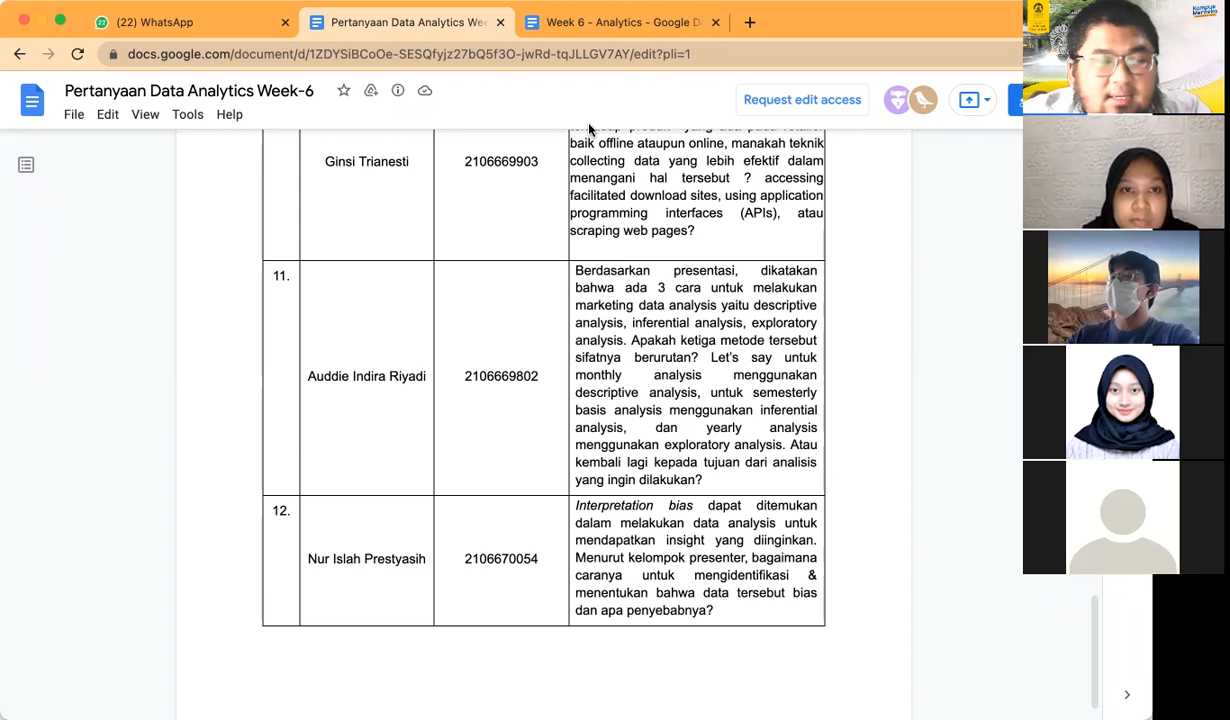 (22) WhatsApp
Pertanyaan Data Analytics Wee
Week 6 - Analytics - Google D
docs.google.com/document/d/1ZDYSiBCoOe-SESQfyjz27bQ5f3O-jwRd-tqJLLGV7AY/edit?pli=1
Kampus
Merdeka
Pertanyaan Data Analytics Week-6
File Edit View Tools Help
Request edit access
Ginsi Trianesti
2106669903
baik offline ataupun online, manakah teknik
collecting data yang lebih efektif dalam
menangani hal tersebut ? accessing
facilitated download sites, using application
programming interfaces (APIs), atau
scraping web pages?
11.
Auddie Indira Riyadi
2106669802
Berdasarkan presentasi, dikatakan
bahwa ada 3 cara untuk melakukan
marketing data analysis yaitu descriptive
analysis, inferential analysis, exploratory
analysis. Apakah ketiga metode tersebut
sifatnya berurutan? Let’s say untuk
monthly analysis menggunakan
descriptive analysis, untuk semesterly
basis analysis menggunakan inferential
analysis, dan yearly analysis
menggunakan exploratory analysis. Atau
kembali lagi kepada tujuan dari analisis
yang ingin dilakukan?
12.
Nur Islah Prestyasih
2106670054
Interpretation bias dapat ditemukan
dalam melakukan data analysis untuk
mendapatkan insight yang diinginkan.
Menurut kelompok presenter, bagaimana
caranya untuk mengidentifikasi &
menentukan bahwa data tersebut bias
dan apa penyebabnya?